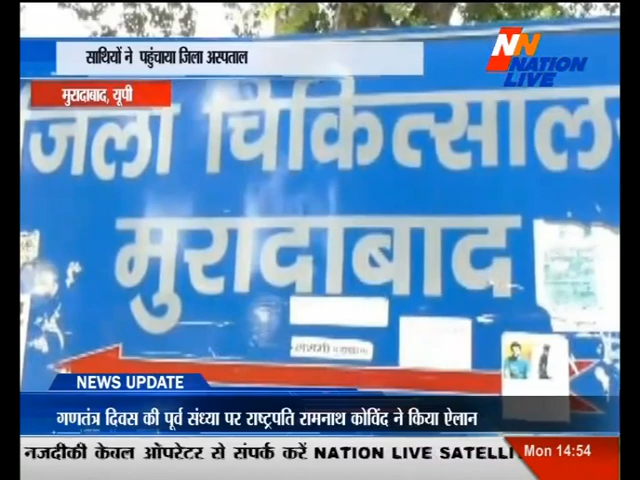 साथियों ने पहुंचाया जिला अस्पताल
NN
NATION
LIVE
मुरादाबाद, यूपी
जिला चिकित्सालय
मुरादाबाद
NEWS UPDATE
गणतंत्र दिवस की पूर्व संध्या पर राष्ट्रपति रामनाथ कोविंद ने किया ऐलान
नजदीकी केबल ऑपरेटर से संपर्क करें NATION LIVE SATELLI
Mon 14:54